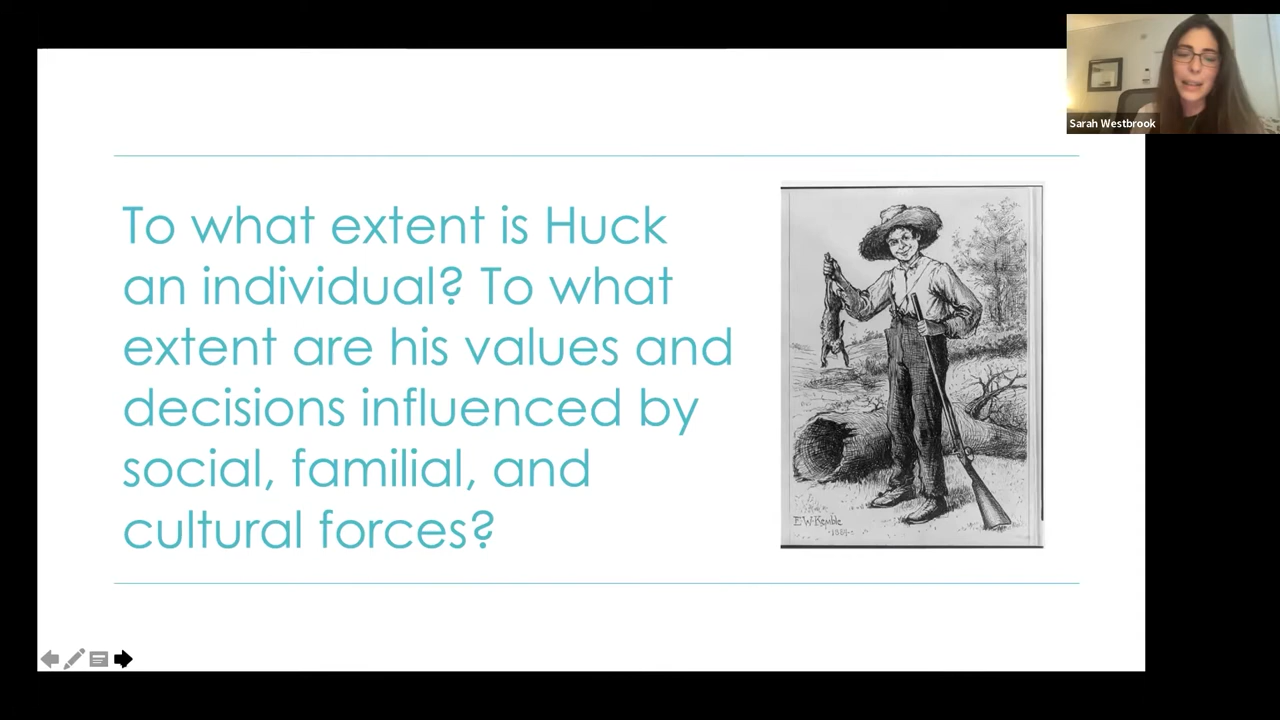 Sarah Westbrook
To what extent is Huck
an individual? To what
extent are his values and
decisions influenced by
social, familial, and
cultural forces?
E.W. Kemble